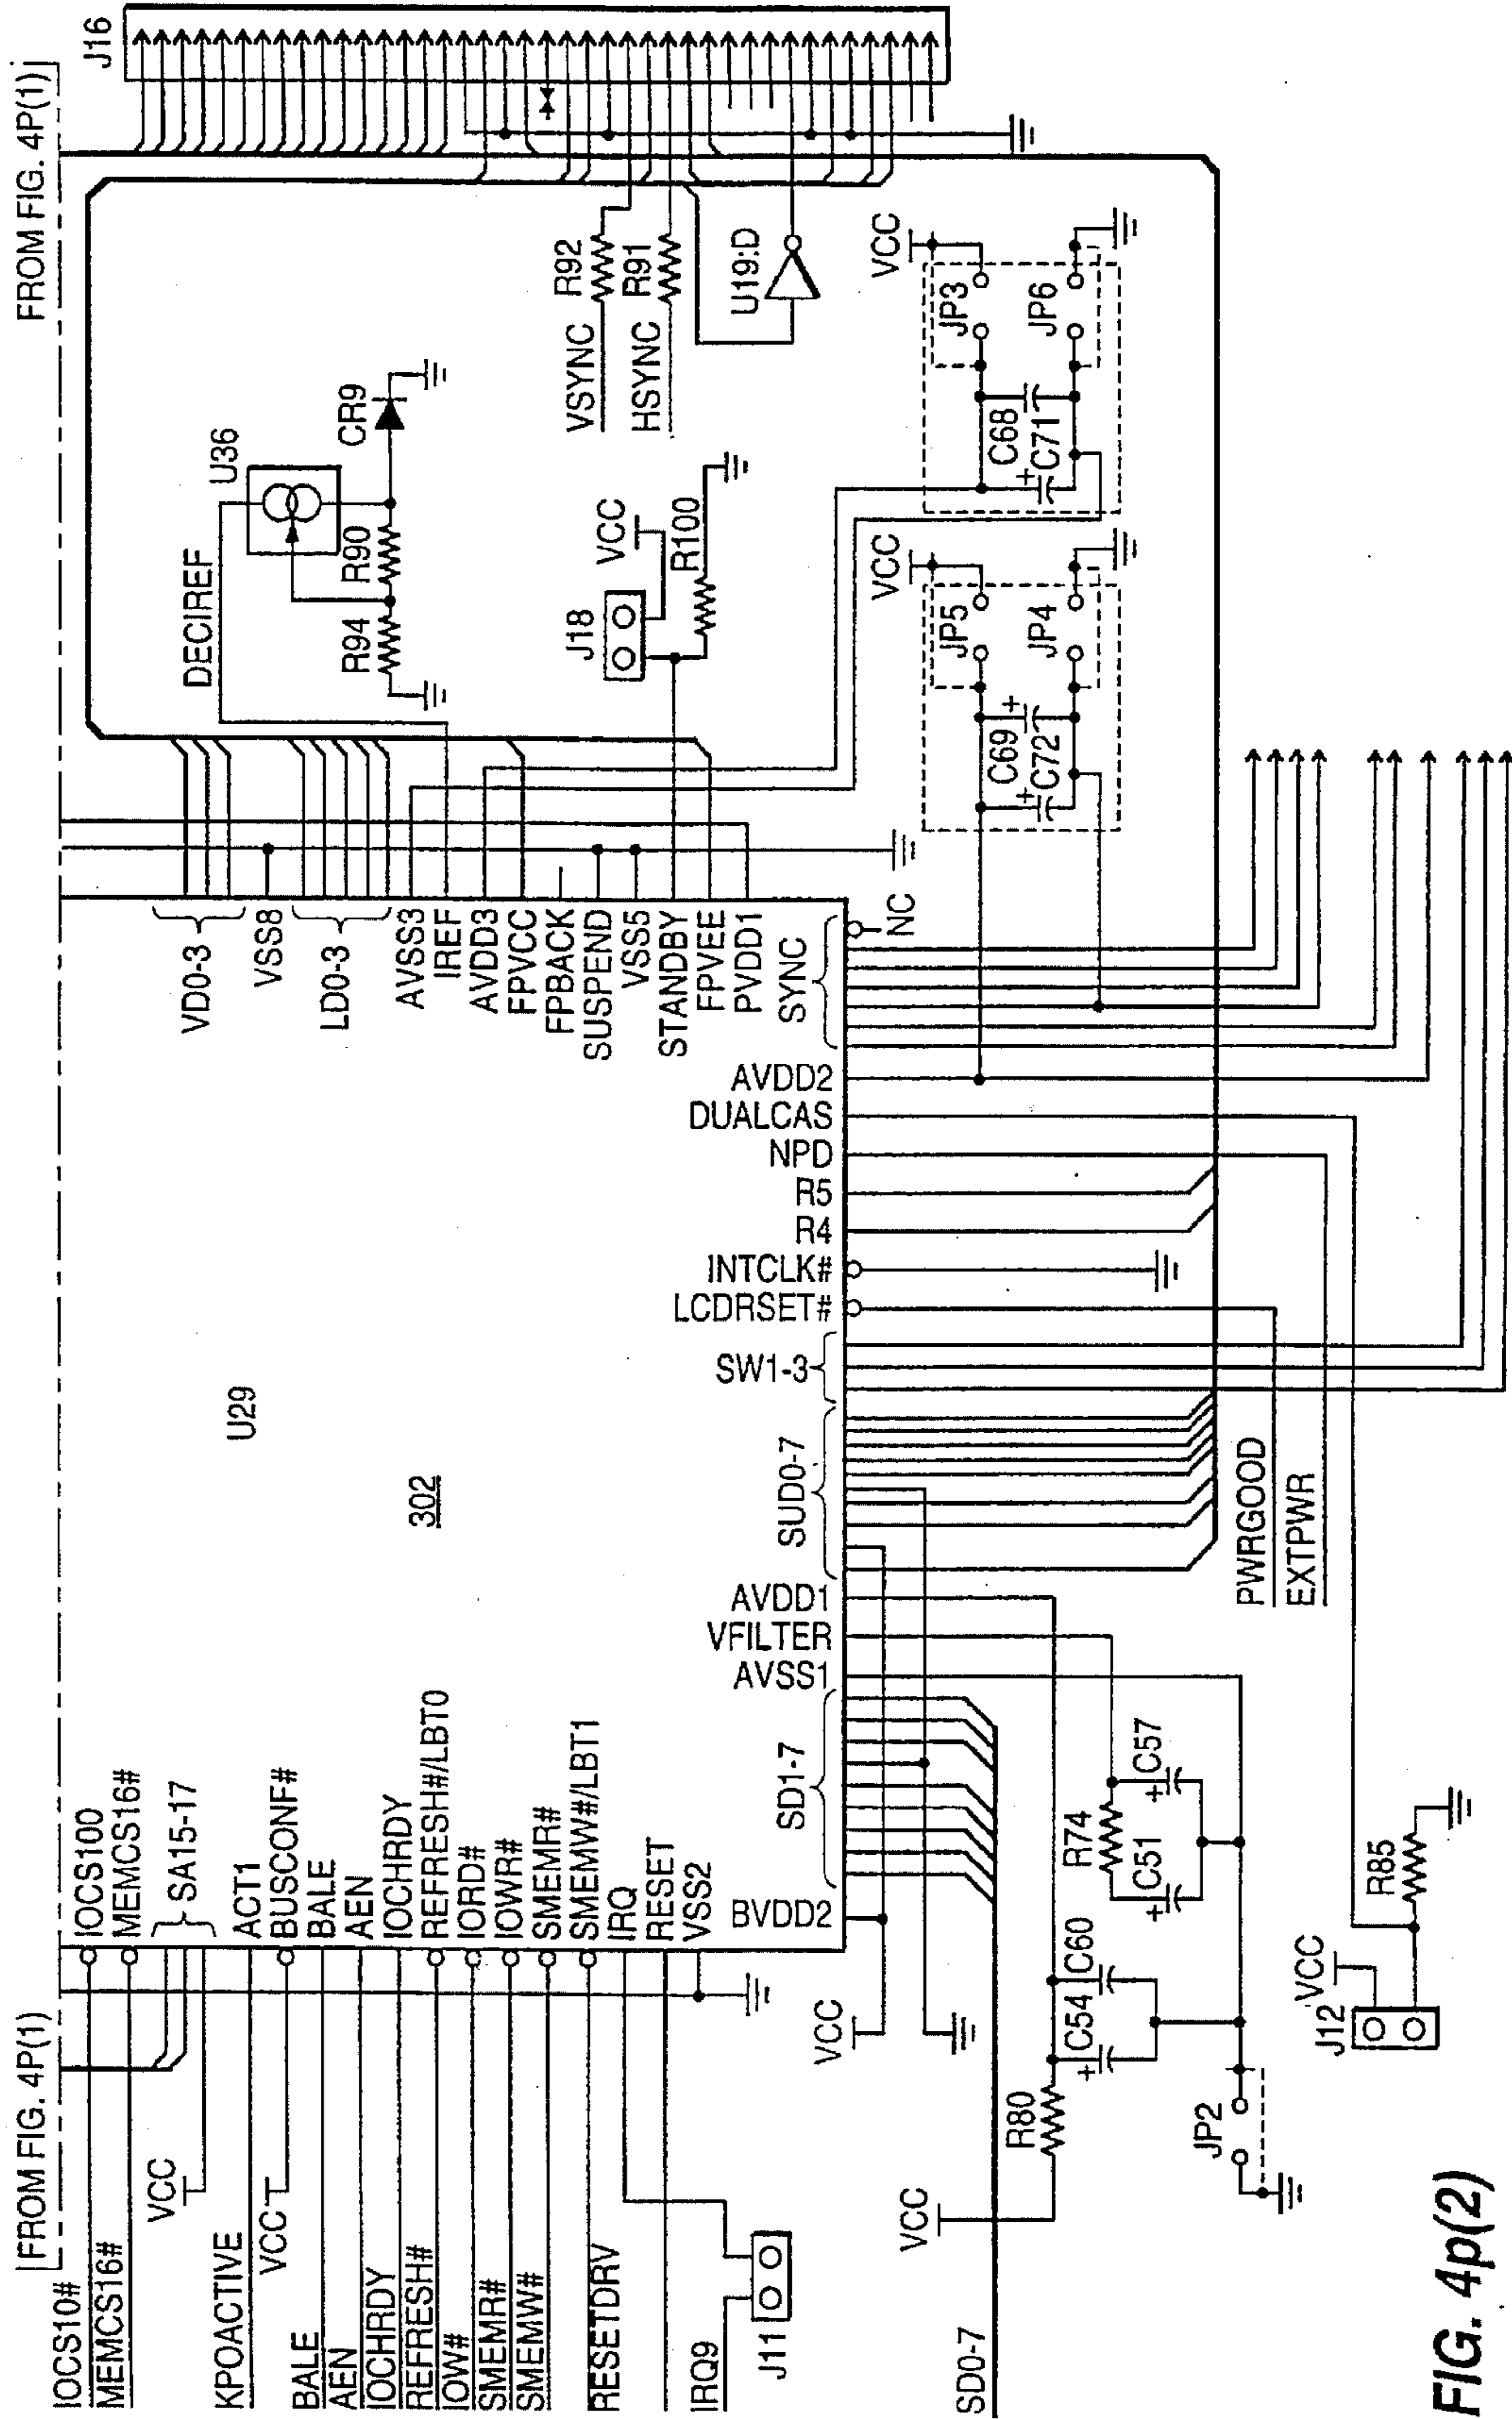 FROM FIG. 4P(1)
FROM FIG. 4P(1)
J16
IOCS10#
MEMCS16#
VCC
KPOACTIVE
VCC
BALE
AEN
IOCHRDY
REFRESH#
IOW#
SMEMR#
SMEMW#
RESETDRV
IRQ9
J11
IOCS100
MEMCS16#
SA15-17
ACT1
BUSCONF#
BALE
AEN
IOCHRDY
REFRESH#/LBT0
IORD#
IOWR#
SMEMR#
SMEMW#/LBT1
IRQ
RESET
VSS2
U29
302
VD0-3
VSS8
LD0-3
AVSS3
IREF
AVDD3
FPVCC
FPBACK
SUSPEND
VSS5
STANDBY
FPVEE
PVDD1
DECIREF
U36
R94
R90
CR9
J18
VCC
R100
VSYNC
R92
HSYNC
R91
U19:D
BVDD2
SD1-7
AVSS1
VFILTER
AVDD1
SUD0-7
SW1-3
LCDRSET#
INTCLK#
R4
R5
NPD
DUALCAS
AVDD2
SYNC
NC
VCC
JP5
C69
C72
JP4
VCC
JP3
C68
C71
JP6
VCC
SD0-7
VCC
R80
C54
C60
R74
C51
C57
JP2
PWRGOOD
EXTPWR
J12
VCC
R85
FIG. 4p(2)